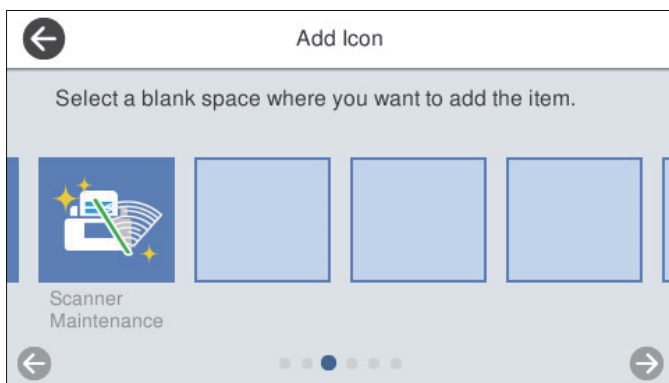 Add Icon
Select a blank space where you want to add the item.
Scanner
Maintenance